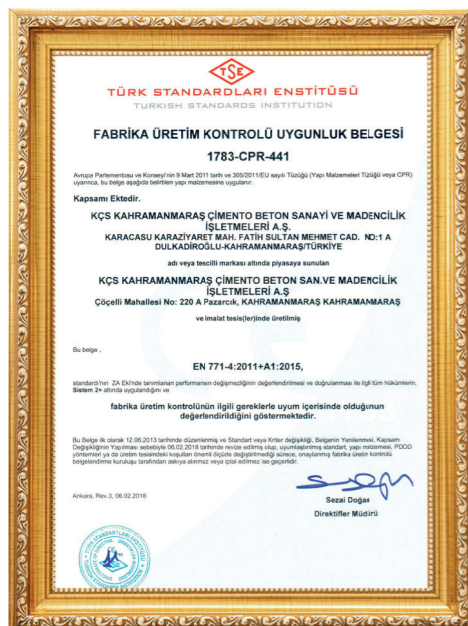 TSE
TÜRK STANDARDLARI ENSTİTÜSÜ
TURKISH STANDARDS INSTITUTION
FABRİKA ÜRETİM KONTROLÜ UYGUNLUK BELGESİ
1783-CPR-441
Avrupa Parlementosu ve Konseyi'nin 9 Mart 2011 tarih ve 305/2011/EU sayılı Tüzüğü (Yapı Malzemeleri Tüzüğü veya CPR)
uyarınca, bu belge aşağıda belirtilen yapı malzemesine uygulanır.
Kapsamı Ektedir.
KÇS KAHRAMANMARAŞ ÇİMENTO BETON SANAYİ VE MADENCİLİK
İŞLETMELERİ A.Ş.
KARACASU KARAZİYARET MAH. FATİH SULTAN MEHMET CAD. NO:1 A
DULKADİROĞLU-KAHRAMANMARAŞ/TÜRKİYE
adı veya tescilli markası altında piyasaya sunulan
KÇS KAHRAMANMARAŞ ÇİMENTO BETON SAN.VE MADENCİLİK
İŞLETMELERİ A.Ş
Çöçelli Mahallesi No: 220 A Pazarcık, KAHRAMANMARAŞ KAHRAMANMARAŞ
ve imalat tesis(ler)inde üretilmiş
Bu belge ,
EN 771-4:2011+A1:2015,
standardı'nın ZA Eki'nde tanımlanan performansın değişmezliğinin değerlendirilmesi ve doğrulanması ile ilgili tüm hükümlerin,
Sistem 2+ altında uygulandığını ve
fabrika üretim kontrolünün ilgili gereklerle uyum içerisinde olduğunun
değerlendirildiğini göstermektedir.
Bu Belge ilk olarak 12.06.2013 tarihinde düzenlenmiş ve Standart veya Kriter değişikliği, Belgenin Yenilenmesi, Kapsam
Değişikliğinin Yapılması sebebiyle 06.02.2018 tarihinde revize edilmiş olup, uyumlaştırılmış standart, yapı malzemesi, PDDD
yöntemleri ya da üretim tesisindeki koşulları önemli ölçüde değiştirilmediği sürece, onaylanmış fabrika üretim kontrolü
belgelendirme kuruluşu tarafından askıya alınmaz veya iptal edilmez ise geçerlidir.
Ankara, Rev.3, 06.02.2018
Sezai Doğas
Direktifler Müdürü